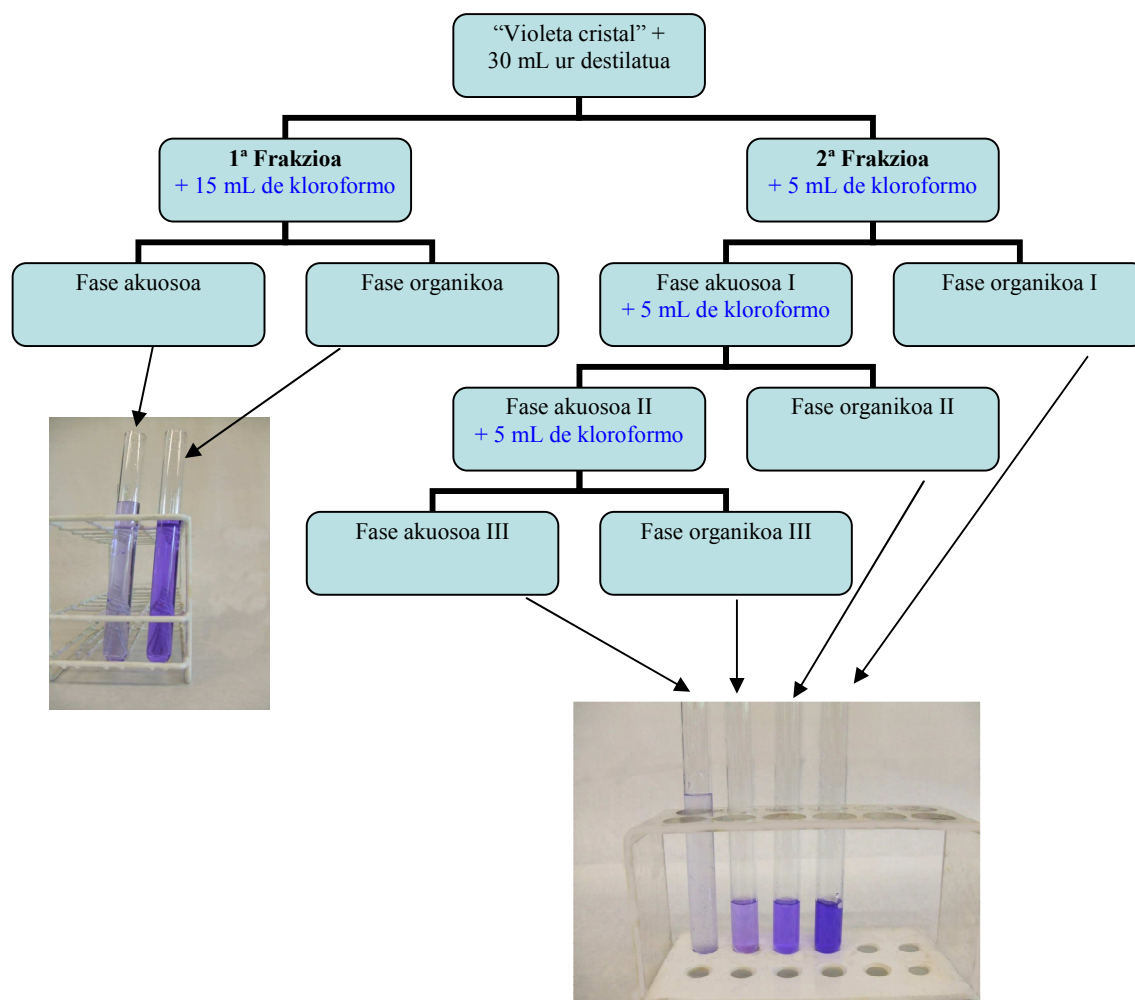 “Violeta cristal” +
30 mL ur destilatua
1ª Frakzioa
+ 15 mL de kloroformo
2ª Frakzioa
+ 5 mL de kloroformo
Fase akuosoa
Fase organikoa
Fase akuosoa I
+ 5 mL de kloroformo
Fase organikoa I
Fase akuosoa II
+ 5 mL de kloroformo
Fase organikoa II
Fase akuosoa III
Fase organikoa III